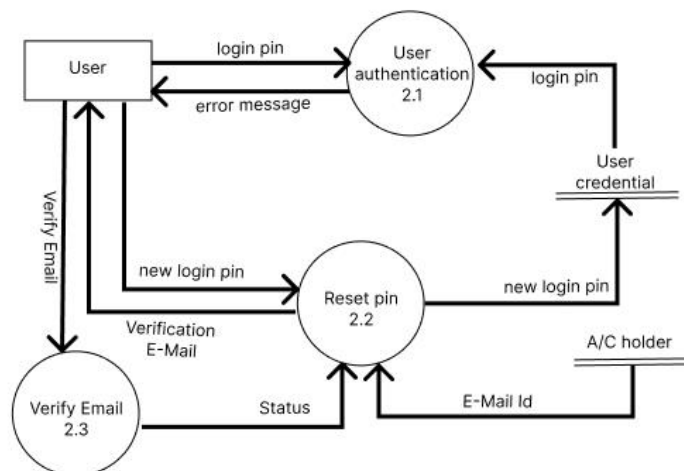 login pin
User
User
authentication
2.1
error message
login pin
User
credential
Verify Email
new login pin
Reset pin
2.2
new login pin
Verification
E-Mail
A/C holder
Verify Email
2.3
Status
E-Mail Id